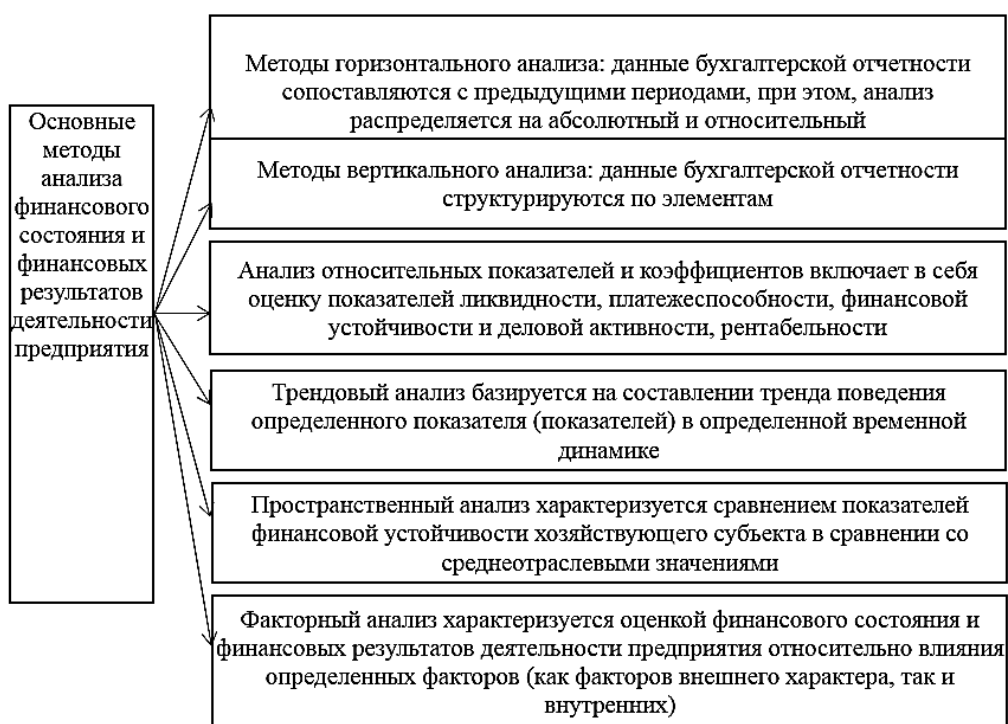 Основные
методы
анализа
финансового
состояния и
финансовых
результатов
деятельности
предприятия
Методы горизонтального анализа: данные бухгалтерской отчетности
сопоставляются с предыдущими периодами, при этом, анализ
распределяется на абсолютный и относительный
Методы вертикального анализа: данные бухгалтерской отчетности
структурируются по элементам
Анализ относительных показателей и коэффициентов включает в себя
оценку показателей ликвидности, платежеспособности, финансовой
устойчивости и деловой активности, рентабельности
Трендовый анализ базируется на составлении тренда поведения
определенного показателя (показателей) в определенной временной
динамике
Пространственный анализ характеризуется сравнением показателей
финансовой устойчивости хозяйствующего субъекта в сравнении со
среднеотраслевыми значениями
Факторный анализ характеризуется оценкой финансового состояния и
финансовых результатов деятельности предприятия относительно влияния
определенных факторов (как факторов внешнего характера, так и
внутренних)